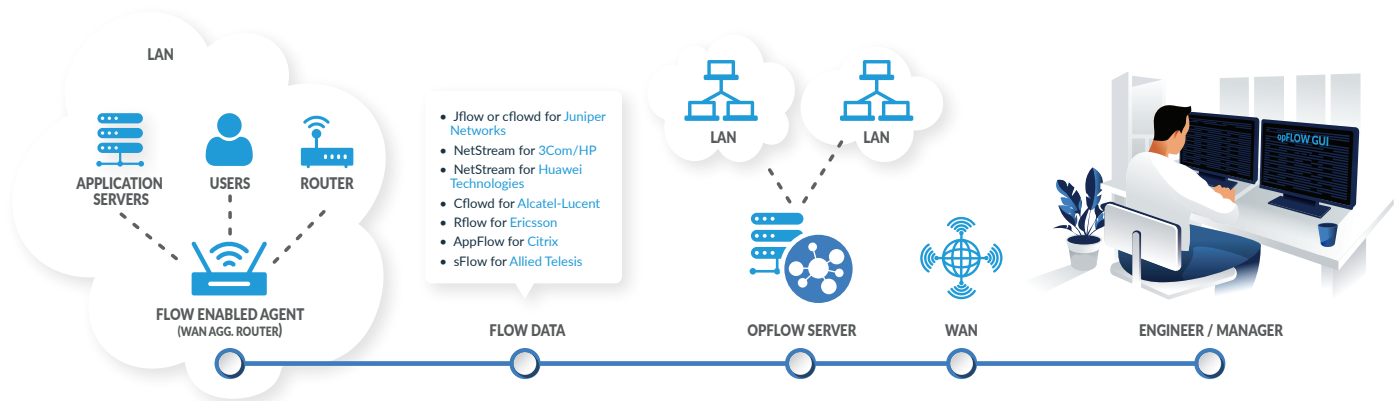 LAN
APPLICATION
SERVERS
USERS
ROUTER
FLOW ENABLED AGENT
(WAN AGG. ROUTER)
• Jflow or cflowd for Juniper
Networks
• NetStream for 3Com/HP
• NetStream for Huawei
Technologies
• Cflowd for Alcatel-Lucent
• Rflow for Ericsson
• AppFlow for Citrix
• sFlow for Allied Telesis
FLOW DATA
LAN
LAN
OPFLOW SERVER
WAN
opFLOW GUI
ENGINEER / MANAGER